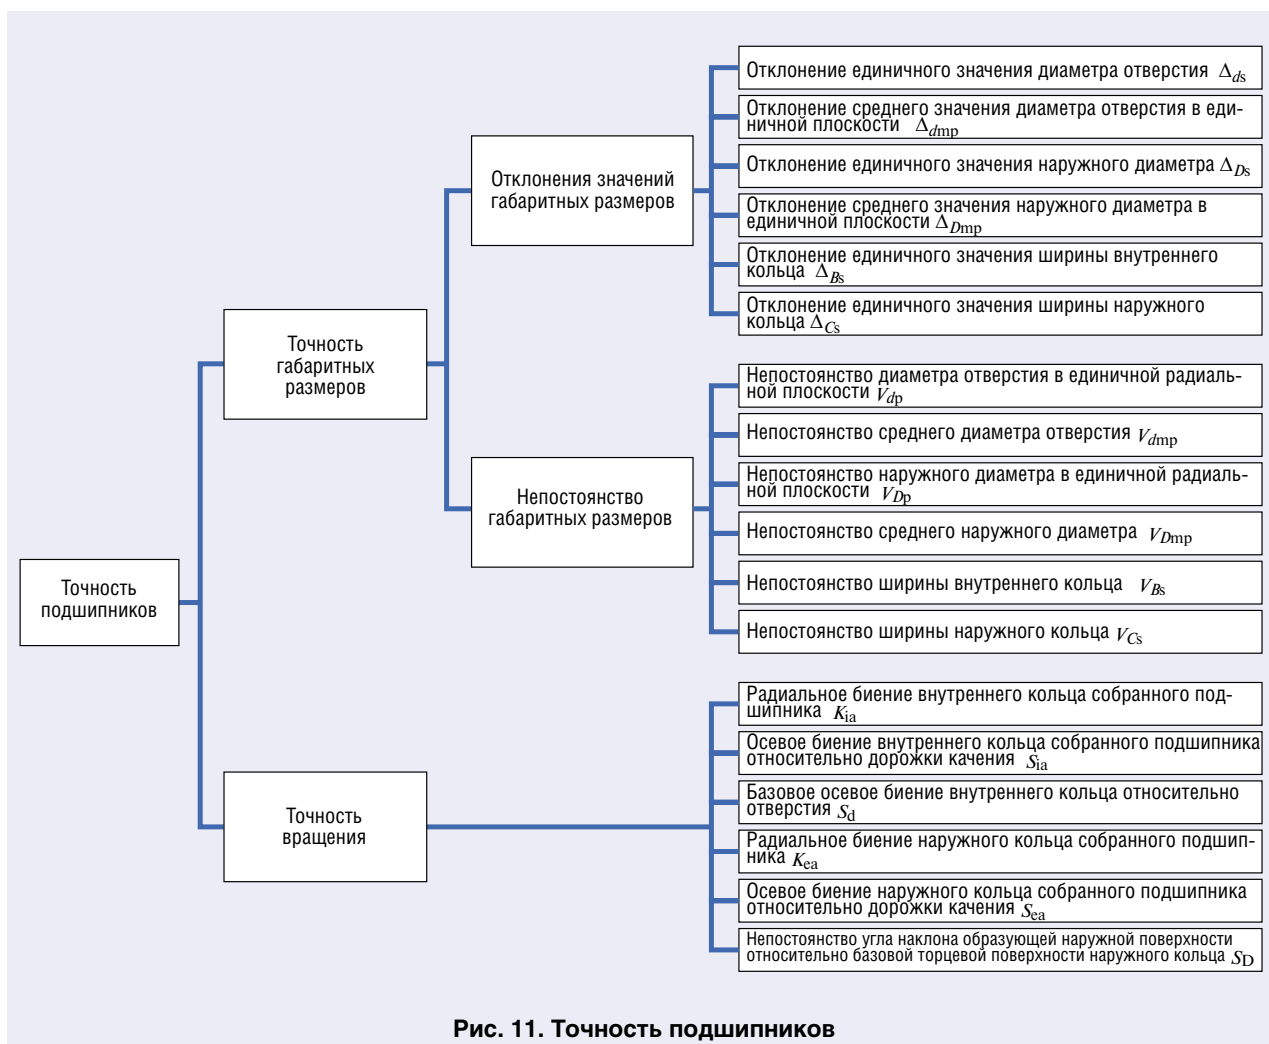 Точность
подшипников
Точность
габаритных
размеров
Отклонения значений
габаритных размеров
Отклонение единичного значения диаметра отверстия Δds
Отклонение среднего значения диаметра отверстия в еди-
ничной плоскости Δdmp
Отклонение единичного значения наружного диаметра ΔDs
Отклонение среднего значения наружного диаметра в
единичной плоскости ΔDmp
Отклонение единичного значения ширины внутреннего
кольца ΔBs
Отклонение единичного значения ширины наружного
кольца ΔCs
Непостоянство
габаритных размеров
Непостоянство диаметра отверстия в единичной радиаль-
ной плоскости Vdp
Непостоянство среднего диаметра отверстия Vdmp
Непостоянство наружного диаметра в единичной радиаль-
ной плоскости VDp
Непостоянство среднего наружного диаметра VDmp
Непостоянство ширины внутреннего кольца VBs
Непостоянство ширины наружного кольца VCs
Точность
вращения
Радиальное биение внутреннего кольца собранного под-
шипника Kia
Осевое биение внутреннего кольца собранного подшипника
относительно дорожки качения Sia
Базовое осевое биение внутреннего кольца относительно
отверстия Sd
Радиальное биение наружного кольца собранного подшип-
ника Kea
Осевое биение наружного кольца собранного подшипника
относительно дорожки качения Sea
Непостоянство угла наклона образующей наружной поверхности
относительно базовой торцевой поверхности наружного кольца SD
Рис. 11. Точность подшипников